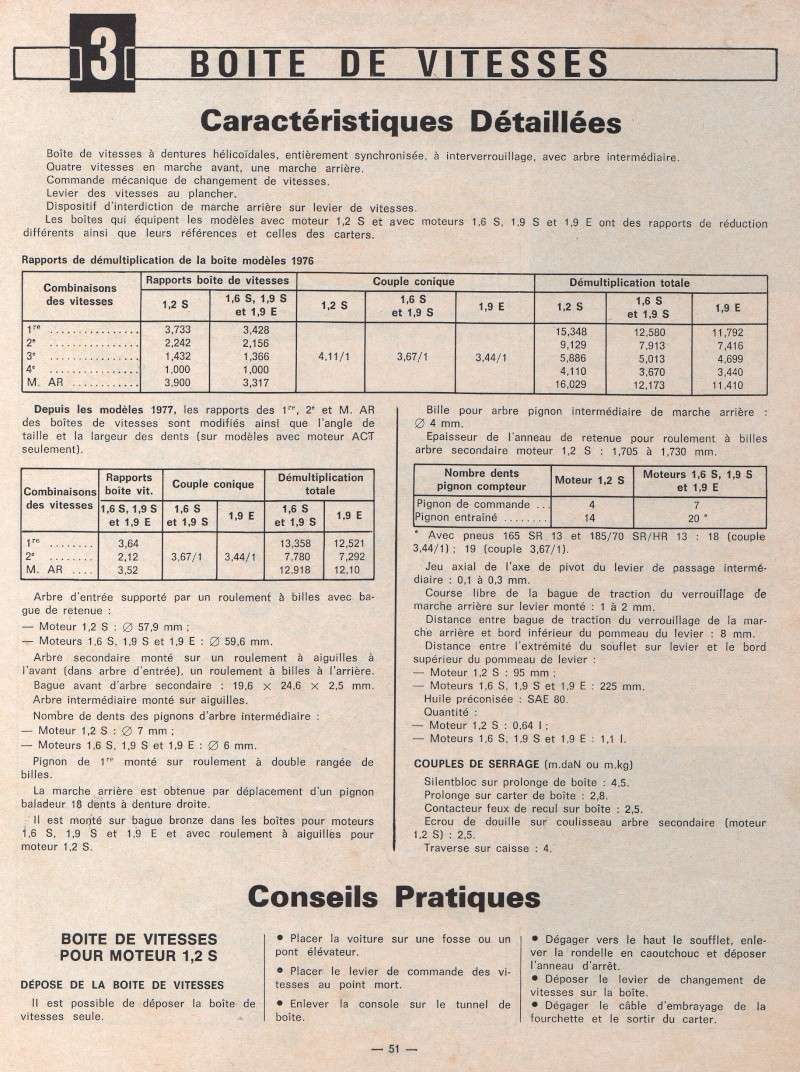 3
BOITE DE VITESSES
Caractéristiques Détaillées
Boîte de vitesses à dentures hélicoïdales, entièrement synchronisée, à interverrouillage, avec arbre intermédiaire.
Quatre vitesses en marche avant, une marche arrière.
Commande mécanique de changement de vitesses.
Levier des vitesses au plancher.
Dispositif d'interdiction de marche arrière sur levier de vitesses.
Les boîtes qui équipent les modèles avec moteur 1,2 S et avec moteurs 1,6 S, 1,9 S et 1,9 E ont des rapports de réduction
différents ainsi que leurs références et celles des carters.
Rapports de démultiplication de la boite modèles 1976
Combinaisons des vitesses | Rapports boite de vitesses | Couple conique | Démultiplication totale
1,2 S | 1,6 S, 1,9 S et 1,9 E | 1,2 S | 1,6 S et 1,9 S | 1,9 E | 1,2 S | 1,6 S et 1,9 S | 1,9 E
1re ................ 3,733 3,428 15,348 12,580 11,792
2e ................ 2,242 2,156 9,129 7,913 7,416
3e ................ 1,432 1,366 4,11/1 3,67/1 3,44/1 5,886 5,013 4,699
4e ................ 1,000 1,000 4,110 3,670 3,440
M. AR ............ 3,900 3,317 16,029 12,173 11,410
Depuis les modèles 1977, les rapports des 1re, 2e et M. AR
des boîtes de vitesses sont modifiés ainsi que l'angle de
taille et la largeur des dents (sur modèles avec moteur ACT
seulement).
Combinaisons des vitesses | Rapports boite vit. | Couple conique | Démultiplication totale
1,6 S, 1,9 S et 1,9 E | 1,6 S et 1,9 S | 1,9 E | 1,6 S et 1,9 S | 1,9 E
1re ........ 3,64 13,358 12,521
2e ........ 2,12 3,67/1 3,44/1 7,780 7,292
M. AR .... 3,52 12,918 12,10
Arbre d'entrée supporté par un roulement à billes avec ba-
gue de retenue :
— Moteur 1,2 S : ∅ 57,9 mm ;
— Moteurs 1,6 S, 1,9 S et 1,9 E : ∅ 59,6 mm.
Arbre secondaire monté sur un roulement à aiguilles à
l'avant (dans arbre d'entrée), un roulement à billes à l'arrière.
Bague avant d'arbre secondaire : 19,6 × 24,6 × 2,5 mm.
Arbre intermédiaire monté sur aiguilles.
Nombre de dents des pignons d'arbre intermédiaire :
— Moteur 1,2 S : ∅ 7 mm ;
— Moteurs 1,6 S, 1,9 S et 1,9 E : ∅ 6 mm.
Pignon de 1re monté sur roulement à double rangée de
billes.
La marche arrière est obtenue par déplacement d'un pignon
baladeur 18 dents à denture droite.
Il est monté sur bague bronze dans les boîtes pour moteurs
1,6 S, 1,9 S et 1,9 E et avec roulement à aiguilles pour
moteur 1,2 S.
Bille pour arbre pignon intermédiaire de marche arrière :
∅ 4 mm.
Epaisseur de l'anneau de retenue pour roulement à billes
arbre secondaire moteur 1,2 S : 1,705 à 1,730 mm.
Nombre dents pignon compteur | Moteur 1,2 S | Moteurs 1,6 S, 1,9 S et 1,9 E
Pignon de commande ... 4 7
Pignon entraîné ........ 14 20 *
* Avec pneus 165 SR 13 et 185/70 SR/HR 13 : 18 (couple
3,44/1) ; 19 (couple 3,67/1).
Jeu axial de l'axe de pivot du levier de passage intermé-
diaire : 0,1 à 0,3 mm.
Course libre de la bague de traction du verrouillage de
marche arrière sur levier monté : 1 à 2 mm.
Distance entre bague de traction du verrouillage de la mar-
che arrière et bord inférieur du pommeau du levier : 8 mm.
Distance entre l'extrémité du souflet sur levier et le bord
supérieur du pommeau de levier :
— Moteur 1,2 S : 95 mm ;
— Moteurs 1,6 S, 1,9 S et 1,9 E : 225 mm.
Huile préconisée : SAE 80.
Quantité :
— Moteur 1,2 S : 0,64 l ;
— Moteurs 1,6 S, 1,9 S et 1,9 E : 1,1 l.
COUPLES DE SERRAGE (m.daN ou m.kg)
Silentbloc sur prolonge de boîte : 4,5.
Prolonge sur carter de boîte : 2,8.
Contacteur feux de recul sur boîte : 2,5.
Ecrou de douille sur coulisseau arbre secondaire (moteur
1,2 S) : 2,5.
Traverse sur caisse : 4.
Conseils Pratiques
BOITE DE VITESSES
POUR MOTEUR 1,2 S
DÉPOSE DE LA BOITE DE VITESSES
Il est possible de déposer la boîte de
vitesses seule.
• Placer la voiture sur une fosse ou un
pont élévateur.
• Placer le levier de commande des vi-
tesses au point mort.
• Enlever la console sur le tunnel de
boîte.
• Dégager vers le haut le soufflet, enle-
ver la rondelle en caoutchouc et déposer
l'anneau d'arrêt.
• Déposer le levier de changement de
vitesses sur la boîte.
• Dégager le câble d'embrayage de la
fourchette et le sortir du carter.
— 51 —